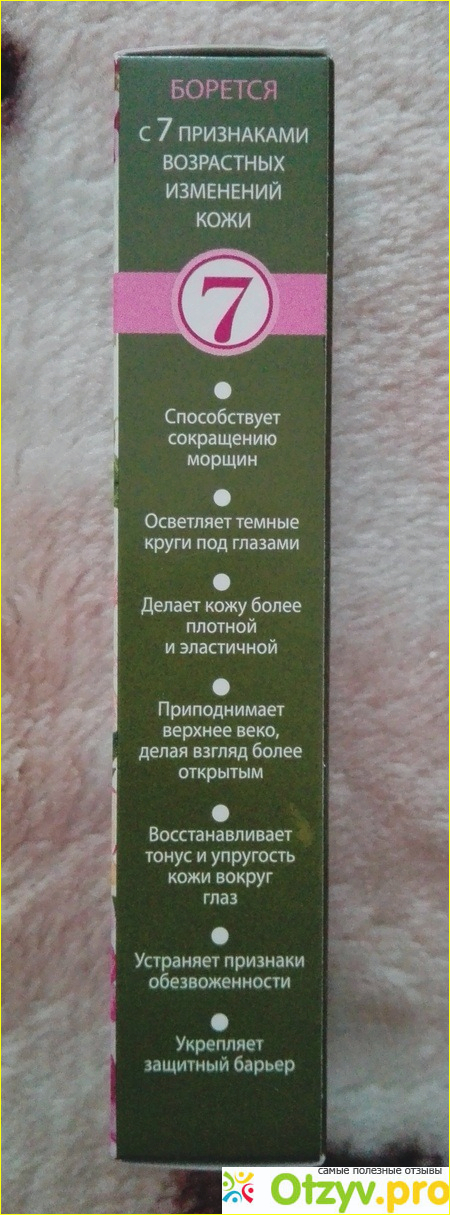 БОРЕТСЯ
С 7 ПРИЗНАКАМИ
ВОЗРАСТНЫХ
ИЗМЕНЕНИЙ
КОЖИ
7
Способствует
сокращению
морщин
Осветляет темные
круги под глазами
Делает кожу более
плотной
и эластичной
Приподнимает
верхнее веко,
делая взгляд более
открытым
Восстанавливает
тонус и упругость
кожи вокруг
глаз
Устраняет признаки
обезвоженности
Укрепляет
защитный барьер
самые полезные отзывы
Otzyv.pro